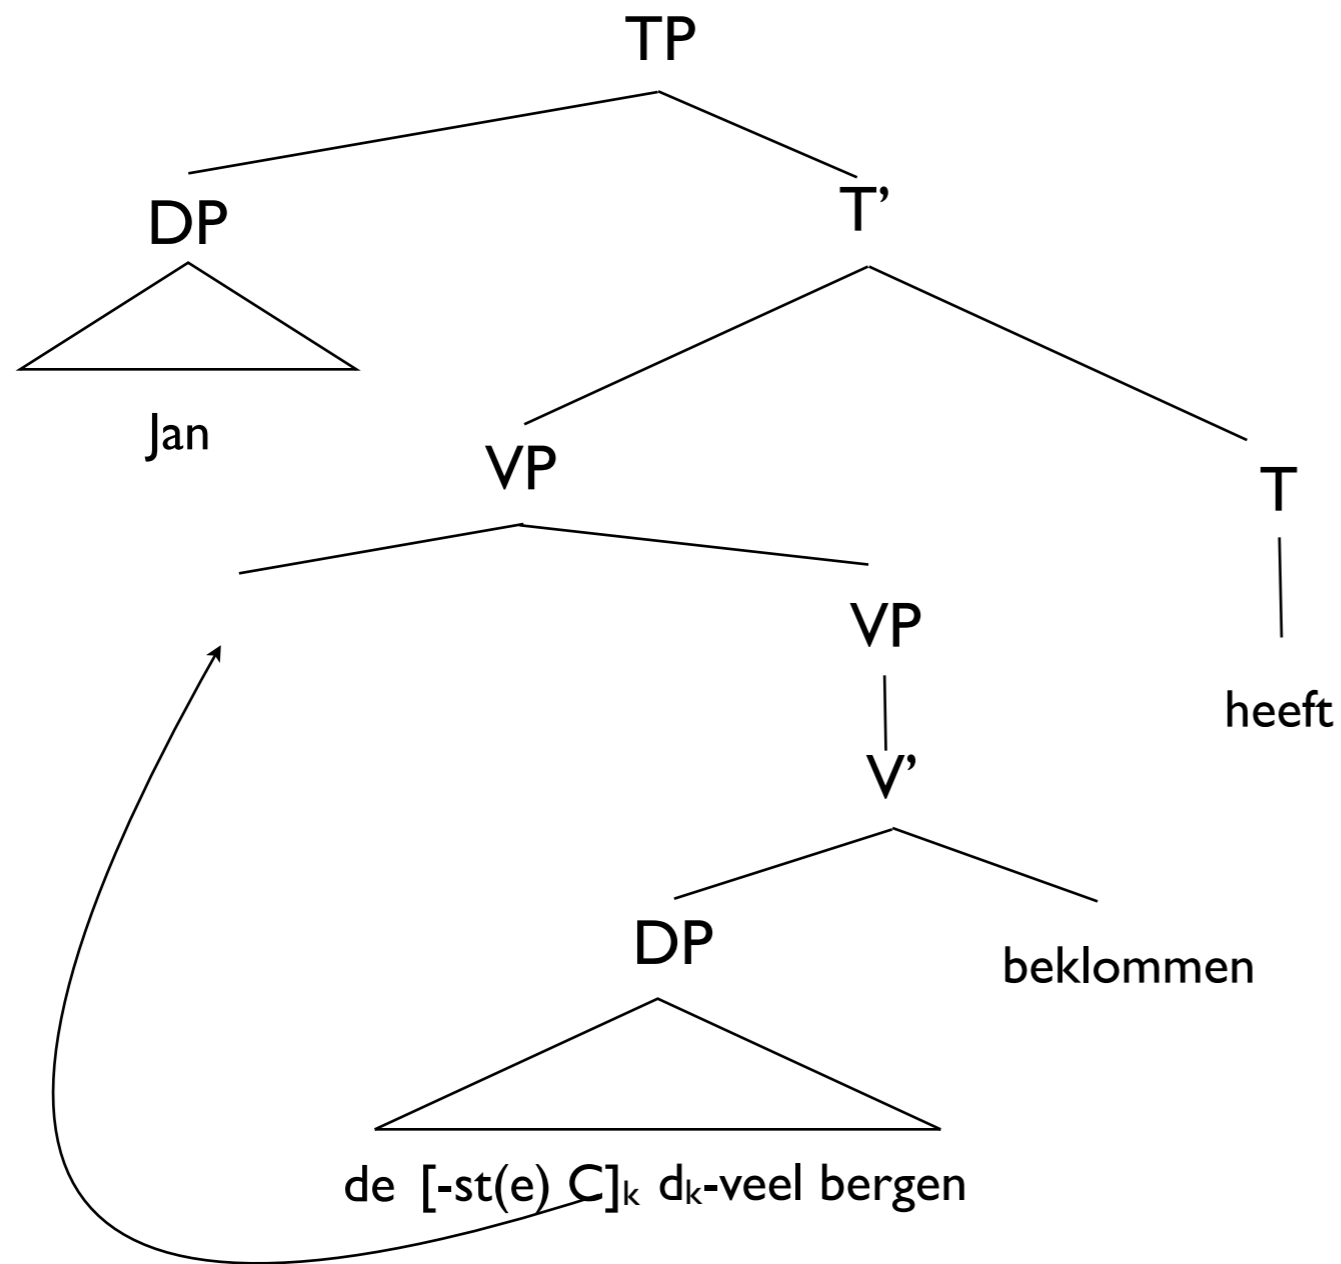 TP
DP
T’
Jan
VP
T
VP
heeft
V’
DP
beklommen
de [-st(e) C]ₖ dₖ-veel bergen